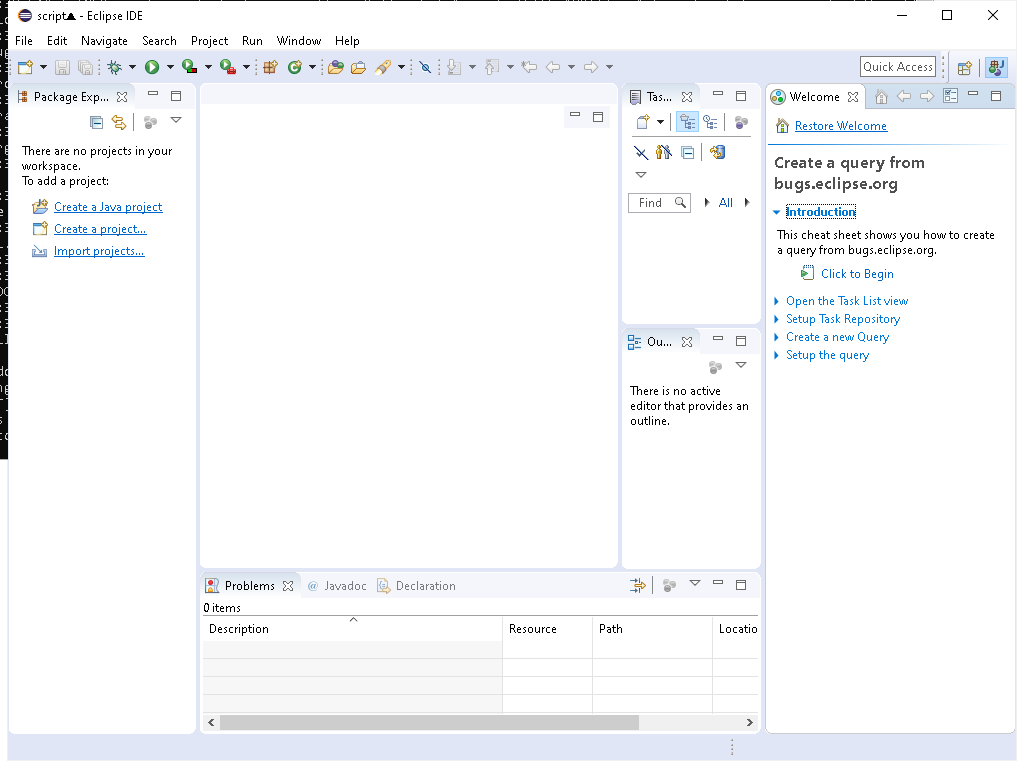 script▲ - Eclipse IDE
File Edit Navigate Search Project Run Window Help
Quick Access
Package Exp...
There are no projects in your
workspace.
To add a project:
Create a Java project
Create a project...
Import projects...
Tas...
Find
All
Ou...
There is no active
editor that provides an
outline.
Welcome
Restore Welcome
Create a query from
bugs.eclipse.org
Introduction
This cheat sheet shows you how to create
a query from bugs.eclipse.org.
Click to Begin
Open the Task List view
Setup Task Repository
Create a new Query
Setup the query
Problems @ Javadoc Declaration
0 items
Description Resource Path Locatio